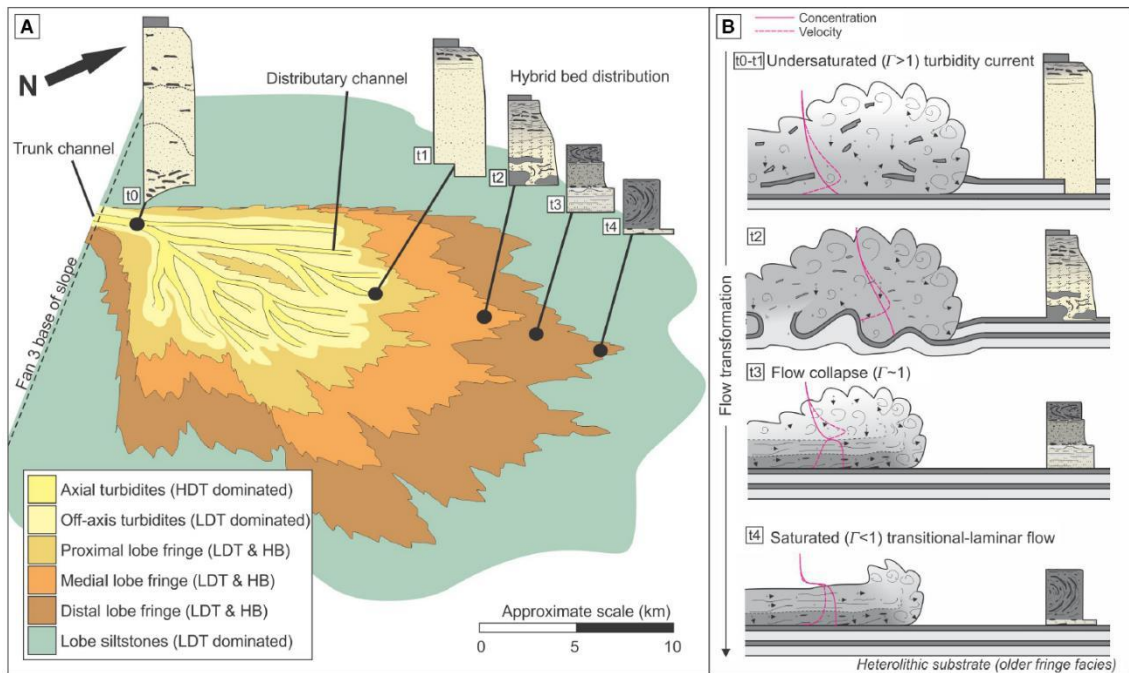 A
N
Trunk channel
Distributary channel
Hybrid bed distribution
t0
t1
t2
t3
t4
Fan 3 base of slope
Axial turbidites (HDT dominated)
Off-axis turbidites (LDT dominated)
Proximal lobe fringe (LDT & HB)
Medial lobe fringe (LDT & HB)
Distal lobe fringe (LDT & HB)
Lobe siltstones (LDT dominated)
Approximate scale (km)
0 5 10
B
Concentration
Velocity
t0-t1 Undersaturated (Γ>1) turbidity current
t2
t3 Flow collapse (Γ~1)
t4 Saturated (Γ<1) transitional-laminar flow
Flow transformation
Heterolithic substrate (older fringe facies)